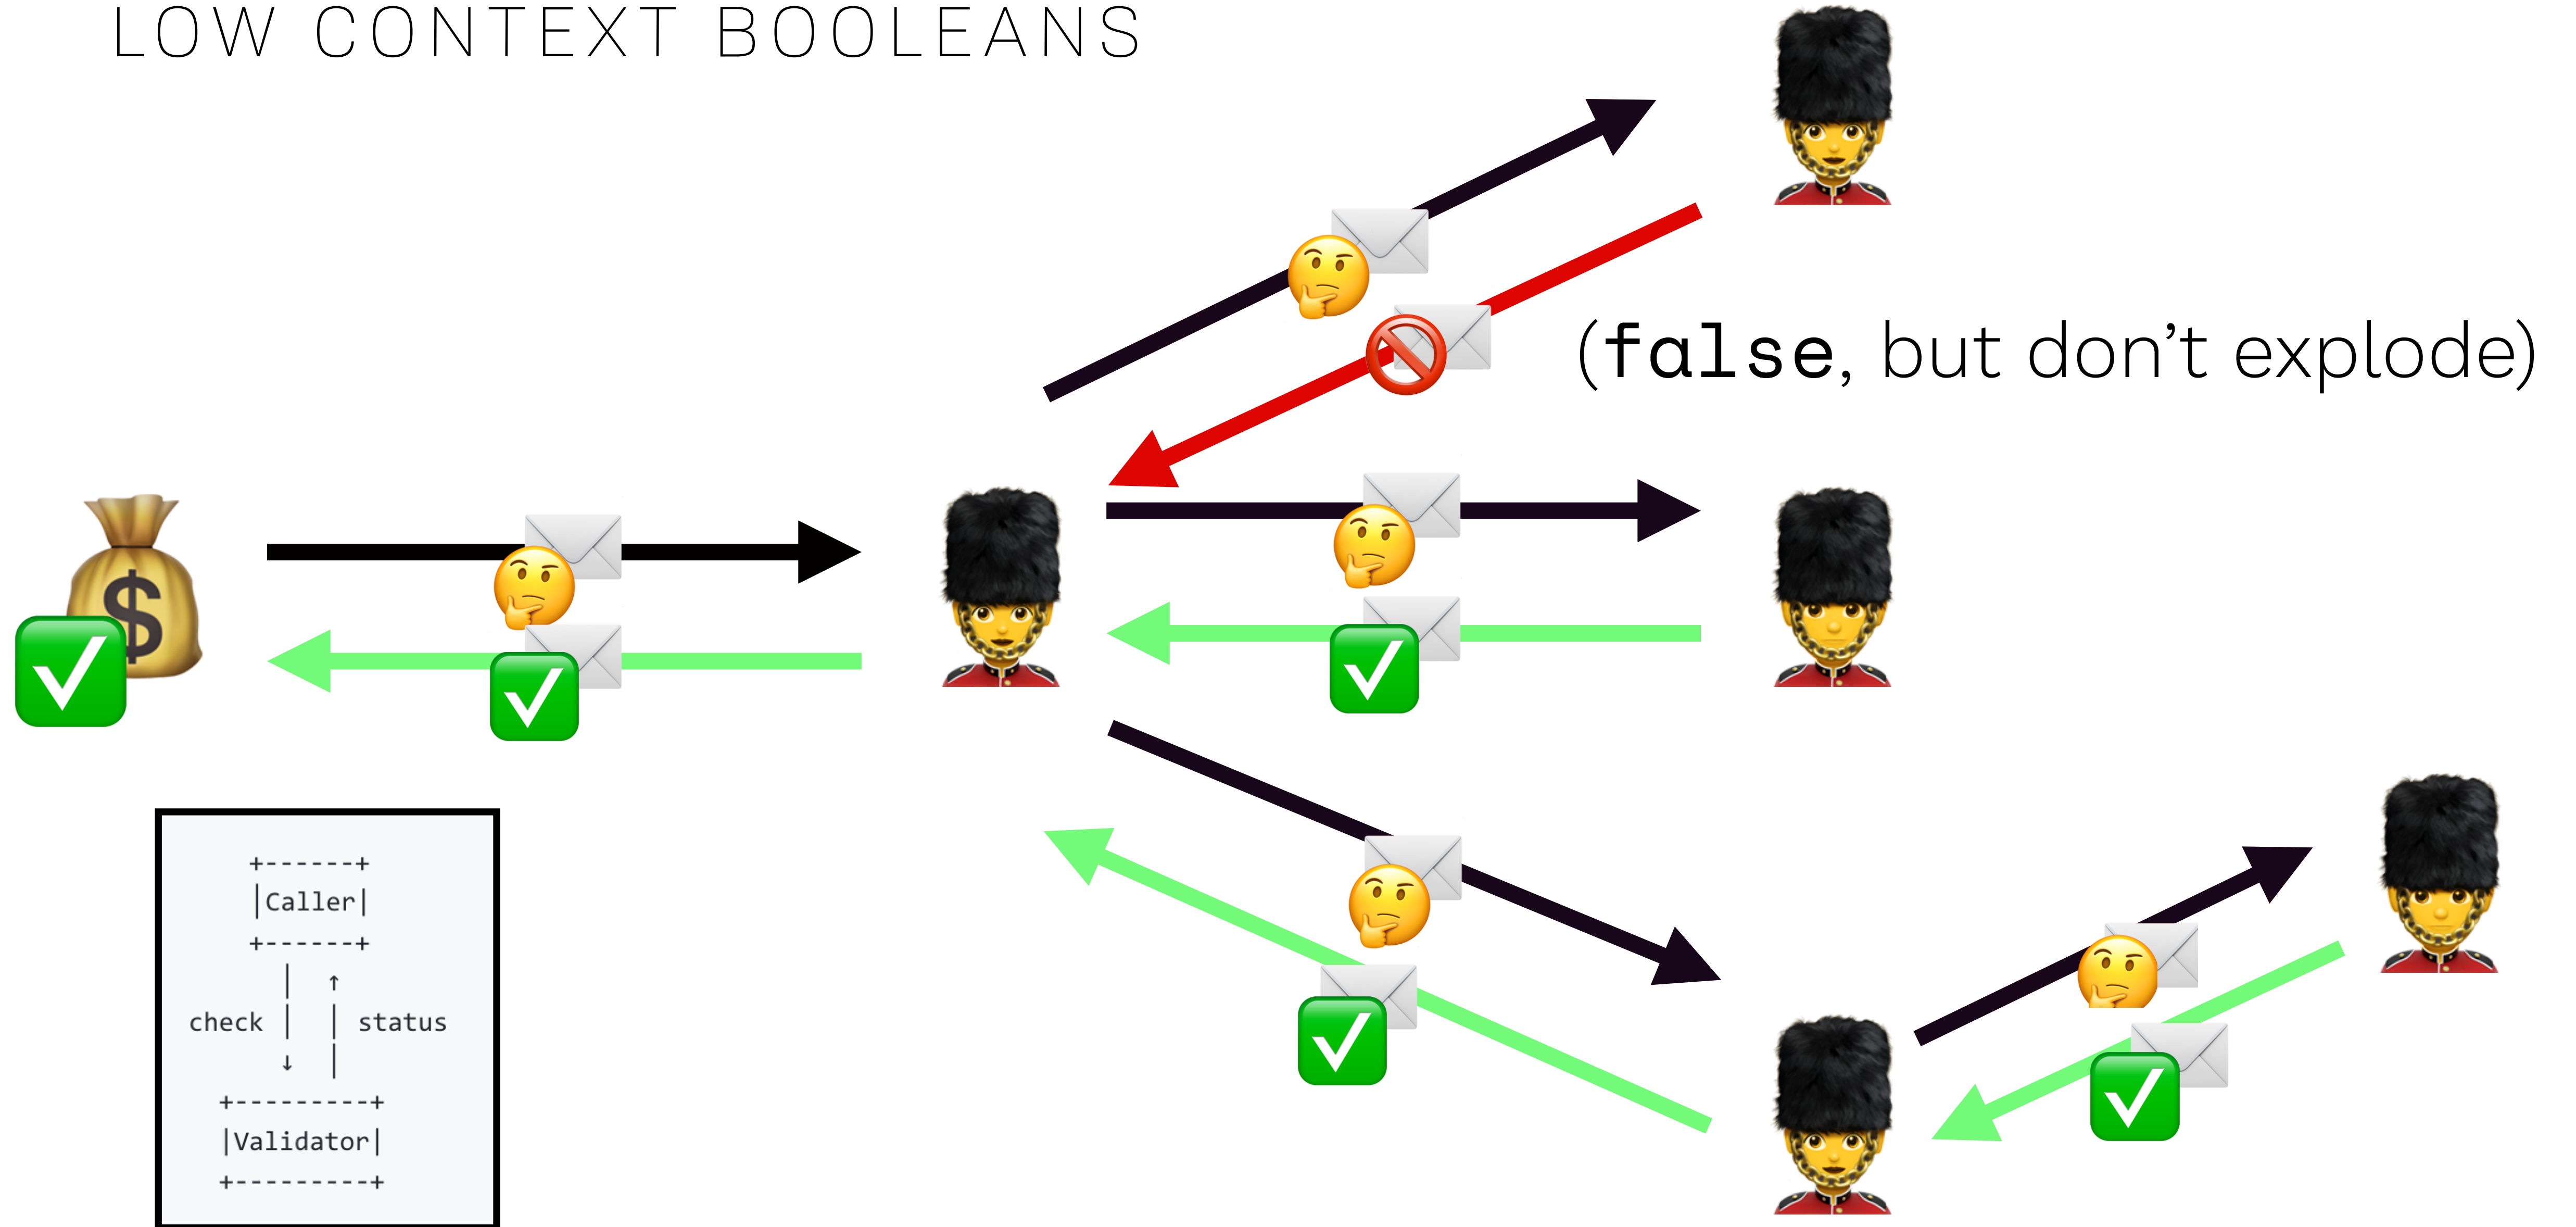 LOW CONTEXT BOOLEANS
(false, but don’t explode)
$
+------+
|Caller|
+------+
| ↑
check | | status
↓ |
+---------+
|Validator|
+---------+